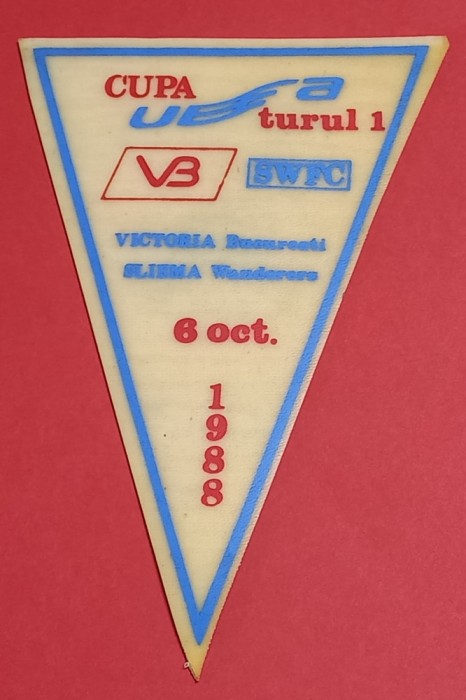 CUPA
uefa
turul 1
VB SWFC
VICTORIA Bucuresti
SLIEMA Wanderers
6 oct.
1
9
8
8